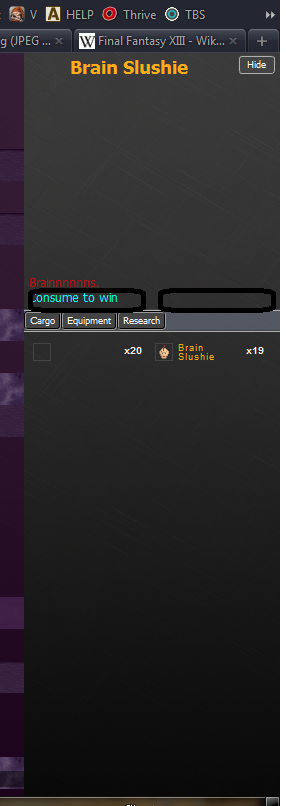 V HELP Thrive TBS »
g (JPEG ... × Final Fantasy XIII - Wik... × +
Brain Slushie
Hide
Brainnnnnns.
Consume to win
Cargo Equipment Research
x20 Brain Slushie x19